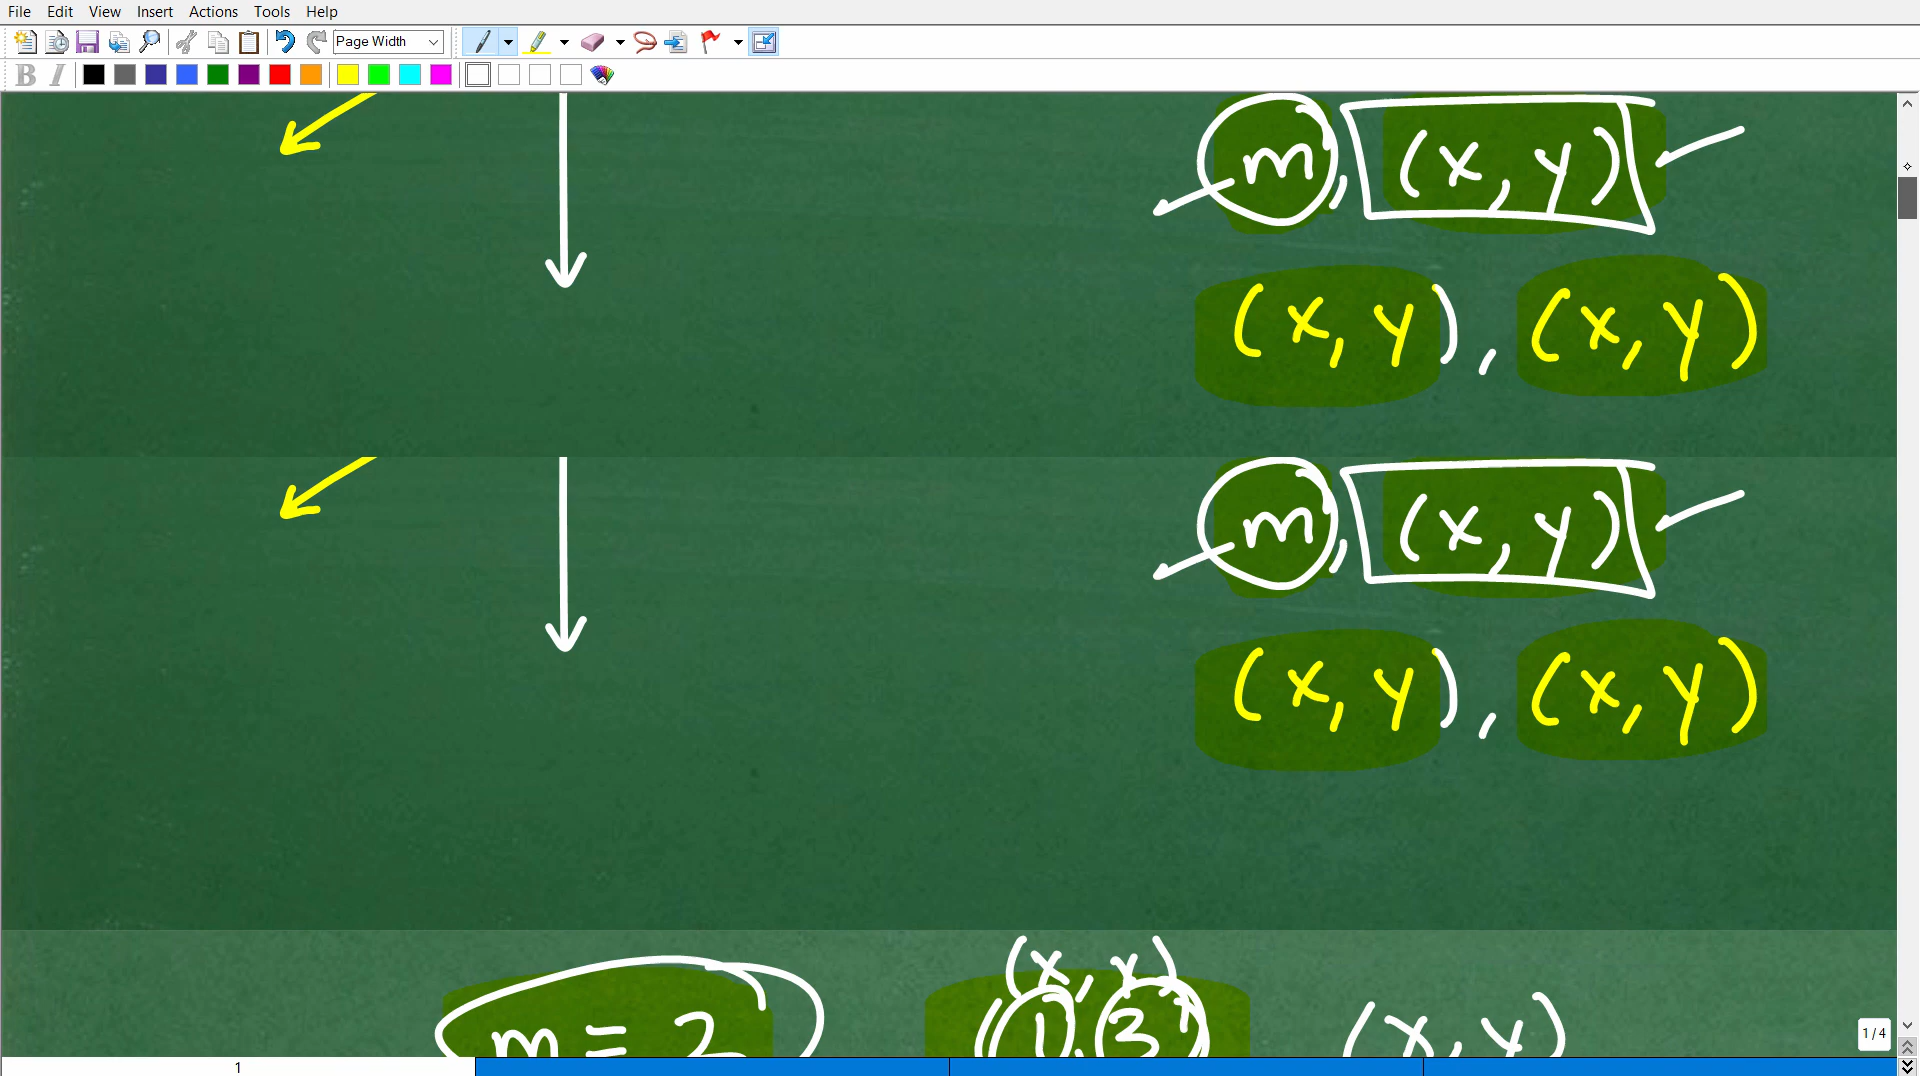 File Edit View Insert Actions Tools Help
Page Width
B I
m, (x, y)
(x, y), (x, y)
m, (x, y)
(x, y), (x, y)
(x, y)
m = 2 (1, 3) (x, y)
1 / 4
1